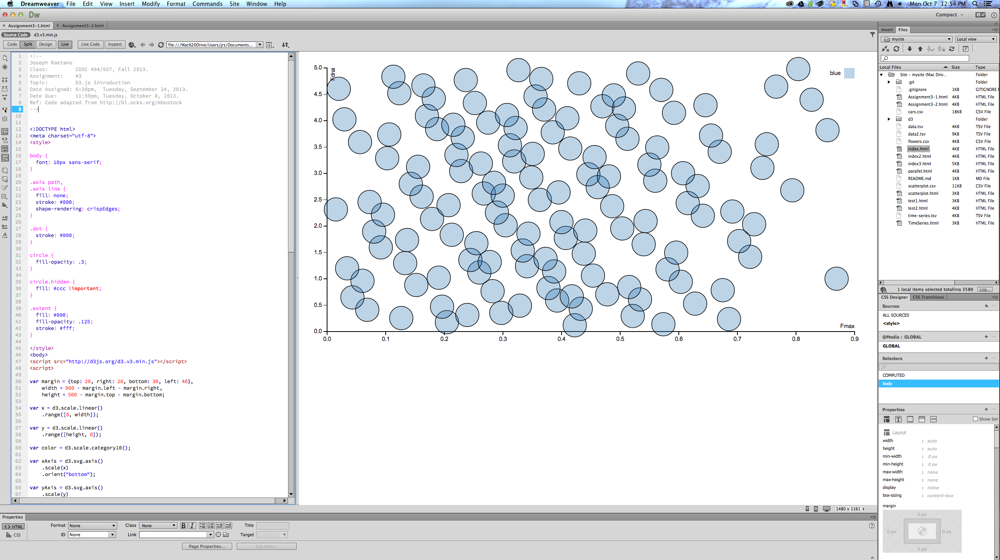 Dreamweaver File Edit View Insert Modify Format Commands Site Window Help Mon Oct 7 12:54 PM
Dw Compact
Assignment3-1.html Assignment3-2.html
Source Code d3.v3.min.js
Code Split Design Live Live Code Inspect file:///Mac%20Drive/Users/jrs/Documents...
1 <!--
2 Joseph Raetano
3 Class: COSC 494/557, Fall 2013.
4 Assignment: #3
5 Topic: D3.js Introduction
6 Date Assigned: 6:20pm, Tuesday, September 24, 2013.
7 Date Due: 11:59pm, Tuesday, October 8, 2013.
8 Ref: Code adapted from http://bl.ocks.org/mbostock
9 -->
10
11
12 <!DOCTYPE html>
13 <meta charset="utf-8">
14 <style>
15
16 body {
17 font: 10px sans-serif;
18 }
19
20 .axis path,
21 .axis line {
22 fill: none;
23 stroke: #000;
24 shape-rendering: crispEdges;
25 }
26
27 .dot {
28 stroke: #000;
29 }
30
31 circle {
32 fill-opacity: .3;
33 }
34
35 circle.hidden {
36 fill: #ccc !important;
37 }
38
39 .extent {
40 fill: #000;
41 fill-opacity: .125;
42 stroke: #fff;
43 }
44
45 </style>
46 <body>
47 <script src="http://d3js.org/d3.v3.min.js"></script>
48 <script>
49
50 var margin = {top: 20, right: 20, bottom: 30, left: 40},
51 width = 960 - margin.left - margin.right,
52 height = 500 - margin.top - margin.bottom;
53
54 var x = d3.scale.linear()
55 .range([0, width]);
56
57 var y = d3.scale.linear()
58 .range([height, 0]);
59
60 var color = d3.scale.category10();
61
62 var xAxis = d3.svg.axis()
63 .scale(x)
64 .orient("bottom");
65
66 var yAxis = d3.svg.axis()
67 .scale(y)
5.0
4.5
4.0
3.5
3.0
2.5
2.0
1.5
1.0
0.5
0.0
Fdrai
blue
Fmax
0.0 0.1 0.2 0.3 0.4 0.5 0.6 0.7 0.8 0.9
1480 x 1161
Insert Files
mysite Local view
Local Files Size Type
Site - mysite (Mac Driv... Folder
.git Folder
.gitignore 1KB GITIGNORE
Assignment3-1.html 4KB HTML File
Assignment3-2.html 4KB HTML File
cars.csv 18KB CSV File
d3 Folder
data.tsv 4KB TSV File
data2.tsv 9KB TSV File
flowers.csv 4KB CSV File
index.html 4KB HTML File
index2.html 4KB HTML File
index3.html 5KB HTML File
parallel.html 4KB HTML File
README.md 1KB MD File
scatterplot.csv 11KB CSV File
scatterplot.html 3KB HTML File
test1.html 3KB HTML File
test2.html 4KB HTML File
time-series.tsv 4KB TSV File
TimeSeries.html 3KB HTML File
1 local items selected totalling 3589 Log...
CSS Designer CSS Transitions
Sources
ALL SOURCES
<style>
@Media : GLOBAL
GLOBAL
Selectors
COMPUTED
body
Properties
Show Set
Layout
width : auto
height : auto
min-width : 0 px
min-height : 0 px
max-width : none
max-height : none
display : inline
box-sizing : content-box
margin
0 px
0 px 0 px
0 px
Properties
<> HTML Format None Class None B I Title
CSS ID None Link Target
Page Properties... List Item...